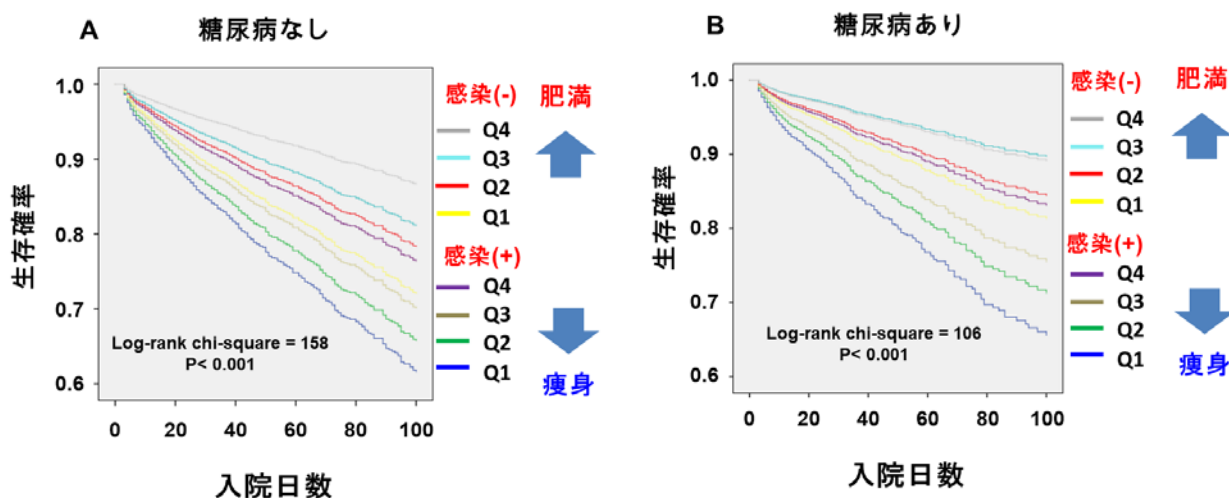 A 糖尿病なし
生存確率
1.0
0.9
0.8
0.7
0.6
0 20 40 60 80 100
入院日数
Log-rank chi-square = 158
P< 0.001
感染(-) 肥満
Q4
Q3
Q2
Q1
感染(+)
Q4
Q3
Q2
Q1
痩身
B 糖尿病あり
生存確率
1.0
0.9
0.8
0.7
0.6
0 20 40 60 80 100
入院日数
Log-rank chi-square = 106
P< 0.001
感染(-) 肥満
Q4
Q3
Q2
Q1
感染(+)
Q4
Q3
Q2
Q1
痩身